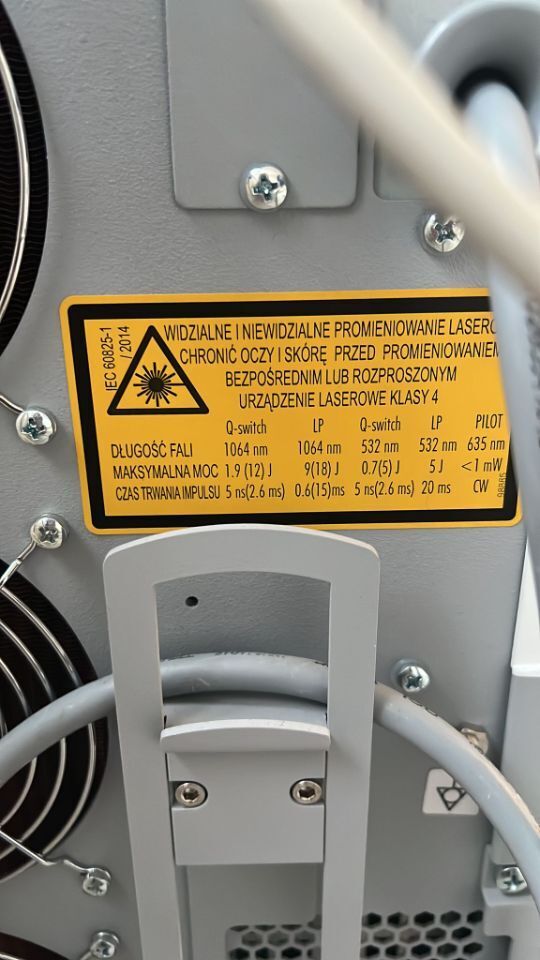 IEC 60825-1
/ 2014
WIDZIALNE I NIEWIDZIALNE PROMIENIOWANIE LASERO
CHRONIĆ OCZY I SKÓRĘ PRZED PROMIENIOWANIEM
BEZPOŚREDNIM LUB ROZPROSZONYM
URZĄDZENIE LASEROWE KLASY 4
Q-switch LP Q-switch LP PILOT
DŁUGOŚĆ FALI 1064 nm 1064 nm 532 nm 532 nm 635 nm
MAKSYMALNA MOC 1.9 (12) J 9(18) J 0.7(5) J 5 J <1 mW
CZAS TRWANIA IMPULSU 5 ns(2.6 ms) 0.6(15)ms 5 ns(2.6 ms) 20 ms CW